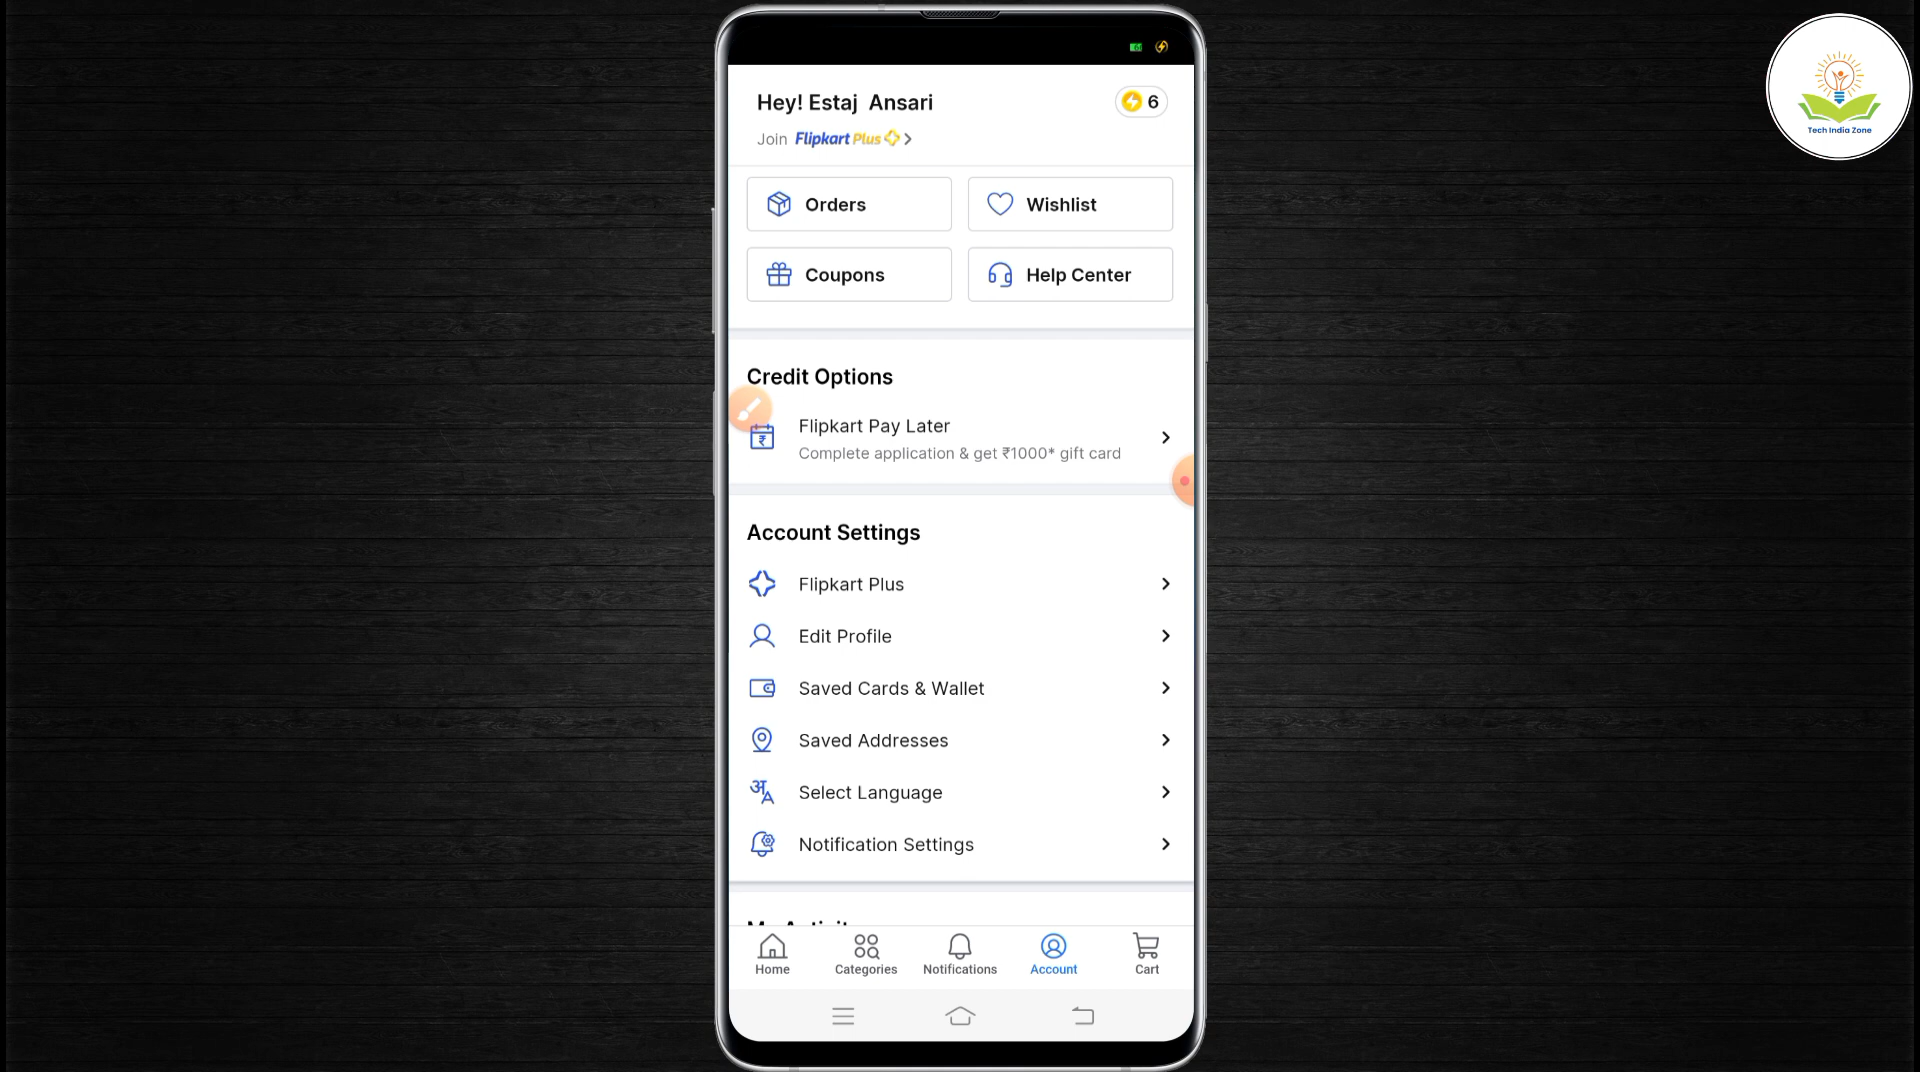 Hey! Estaj Ansari
6
Join Flipkart Plus
Tech India Zone
Orders
Wishlist
Coupons
Help Center
Credit Options
Flipkart Pay Later
Complete application & get ₹1000* gift card
Account Settings
Flipkart Plus
Edit Profile
Saved Cards & Wallet
Saved Addresses
Select Language
Notification Settings
Home
Categories
Notifications
Account
Cart